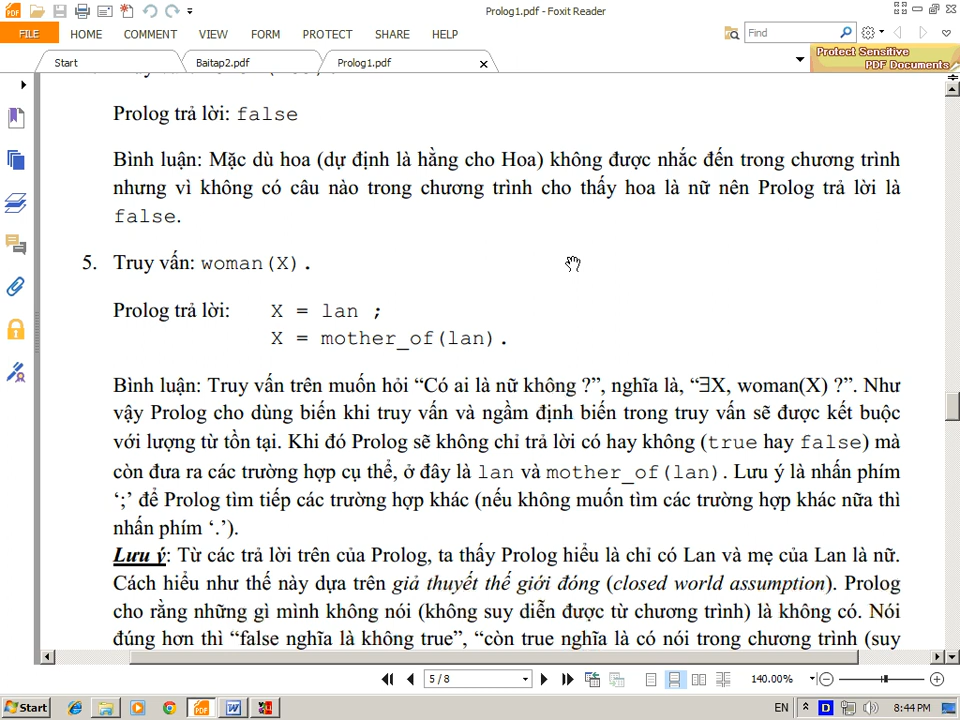 Prolog1.pdf - Foxit Reader
FILE HOME COMMENT VIEW FORM PROTECT SHARE HELP Find
Start Baitap2.pdf Prolog1.pdf Protect Sensitive
PDF Documents
Prolog trả lời: false
Bình luận: Mặc dù hoa (dự định là hằng cho Hoa) không được nhắc đến trong chương trình
nhưng vì không có câu nào trong chương trình cho thấy hoa là nữ nên Prolog trả lời là
false.
5. Truy vấn: woman(X).
Prolog trả lời: X = lan ;
X = mother_of(lan).
Bình luận: Truy vấn trên muốn hỏi “Có ai là nữ không ?”, nghĩa là, “∃X, woman(X) ?”. Như
vậy Prolog cho dùng biến khi truy vấn và ngầm định biến trong truy vấn sẽ được kết buộc
với lượng từ tồn tại. Khi đó Prolog sẽ không chỉ trả lời có hay không (true hay false) mà
còn đưa ra các trường hợp cụ thể, ở đây là lan và mother_of(lan). Lưu ý là nhấn phím
‘;’ để Prolog tìm tiếp các trường hợp khác (nếu không muốn tìm các trường hợp khác nữa thì
nhấn phím ‘.’).
Lưu ý: Từ các trả lời trên của Prolog, ta thấy Prolog hiểu là chỉ có Lan và mẹ của Lan là nữ.
Cách hiểu như thế này dựa trên giả thuyết thế giới đóng (closed world assumption). Prolog
cho rằng những gì mình không nói (không suy diễn được từ chương trình) là không có. Nói
đúng hơn thì “false nghĩa là không true”, “còn true nghĩa là có nói trong chương trình (suy
5 / 8 140.00%
Start EN 8:44 PM